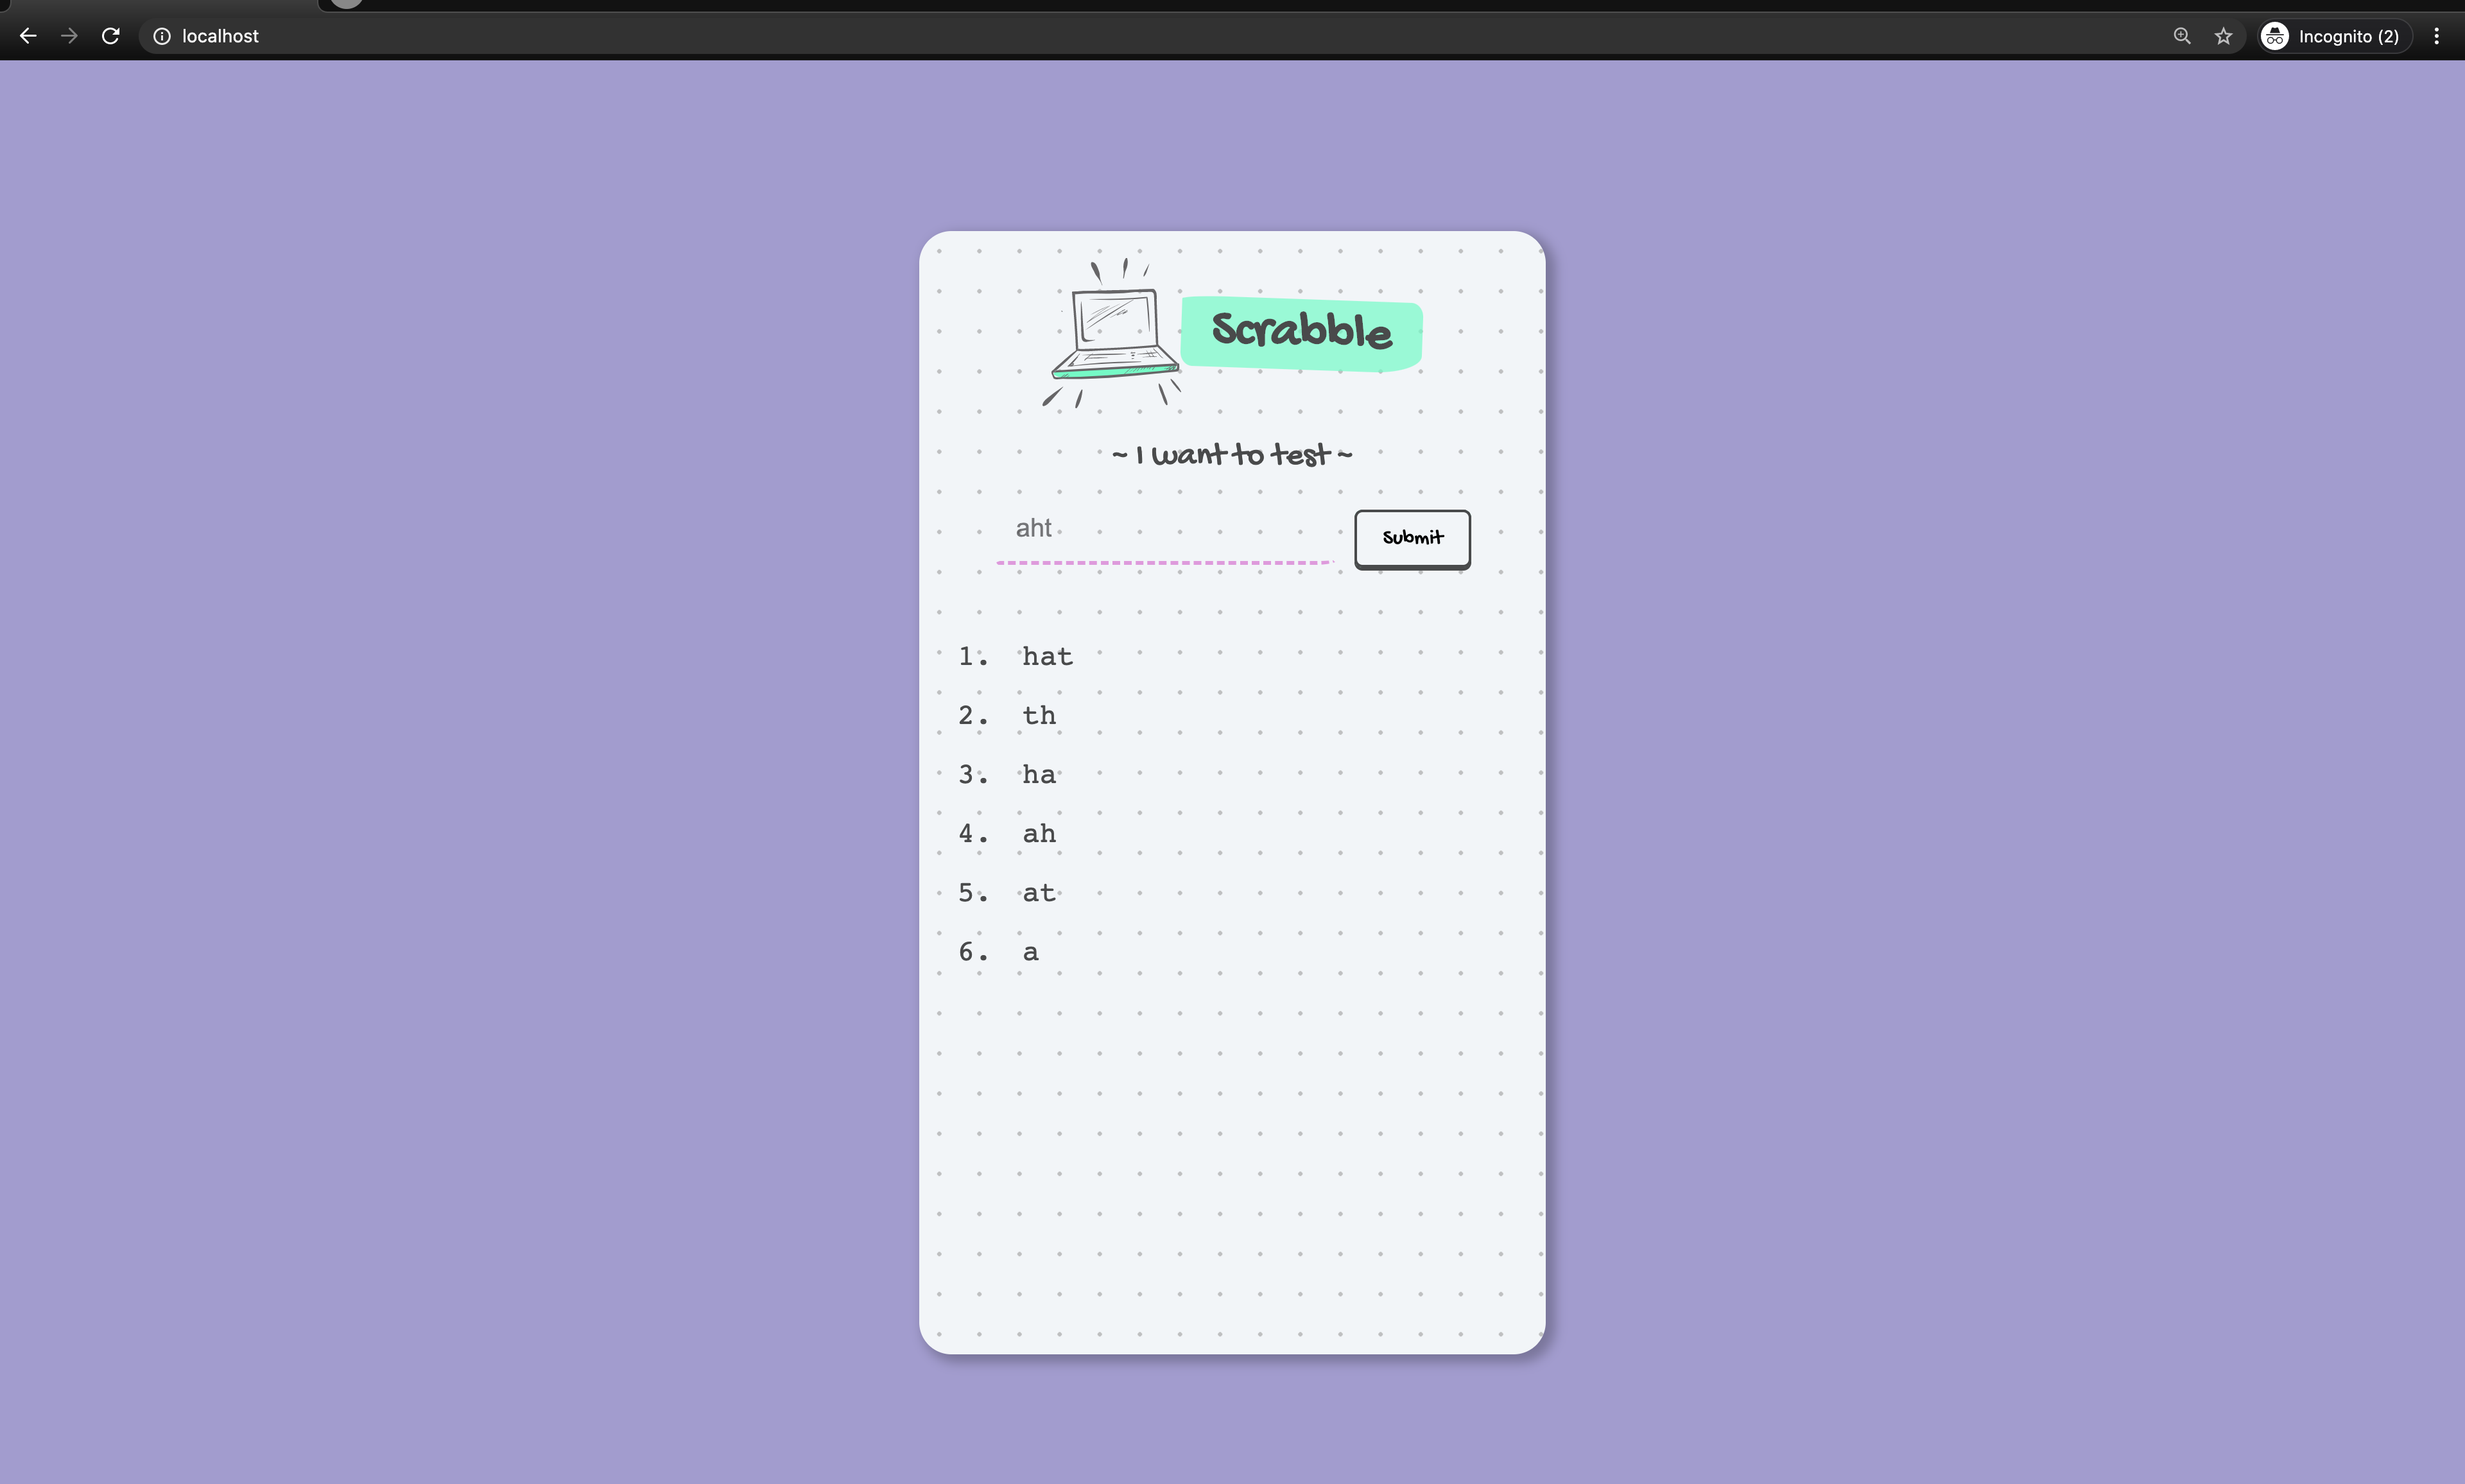 localhost
Incognito (2)
Scrabble
~ I want to test ~
aht
Submit
1. hat
2. th
3. ha
4. ah
5. at
6. a